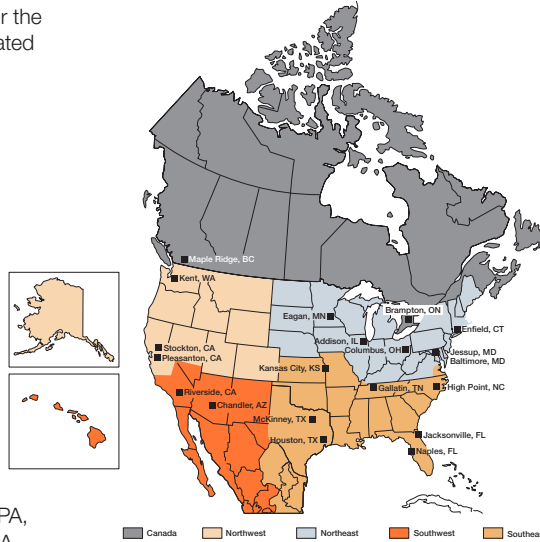 r the
ated
Maple Ridge, BC
Kent, WA
Brampton, ON
Eagan, MN
Enfield, CT
Addison, IL
Columbus, OH
Stockton, CA
Pleasanton, CA
Jessup, MD
Baltimore, MD
Kansas City, KS
Gallatin, TN
High Point, NC
Riverside, CA
Chandler, AZ
McKinney, TX
Houston, TX
Jacksonville, FL
Naples, FL
PA,
A
Canada
Northwest
Northeast
Southwest
Southeas